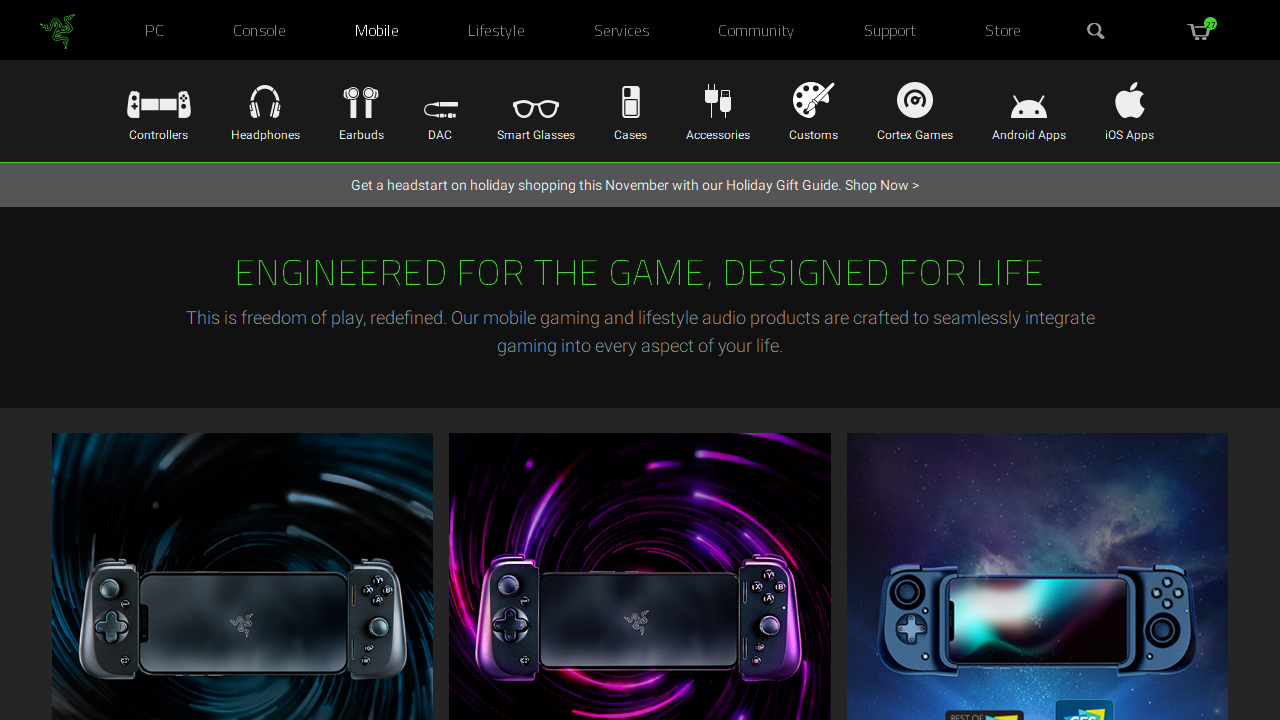 PC
Console
Mobile
Lifestyle
Services
Community
Support
Store
27
Controllers
Headphones
Earbuds
DAC
Smart Glasses
Cases
Accessories
Customs
Cortex Games
Android Apps
iOS Apps
Get a headstart on holiday shopping this November with our Holiday Gift Guide. Shop Now >
ENGINEERED FOR THE GAME, DESIGNED FOR LIFE
This is freedom of play, redefined. Our mobile gaming and lifestyle audio products are crafted to seamlessly integrate
gaming into every aspect of your life.
BEST OF
CES